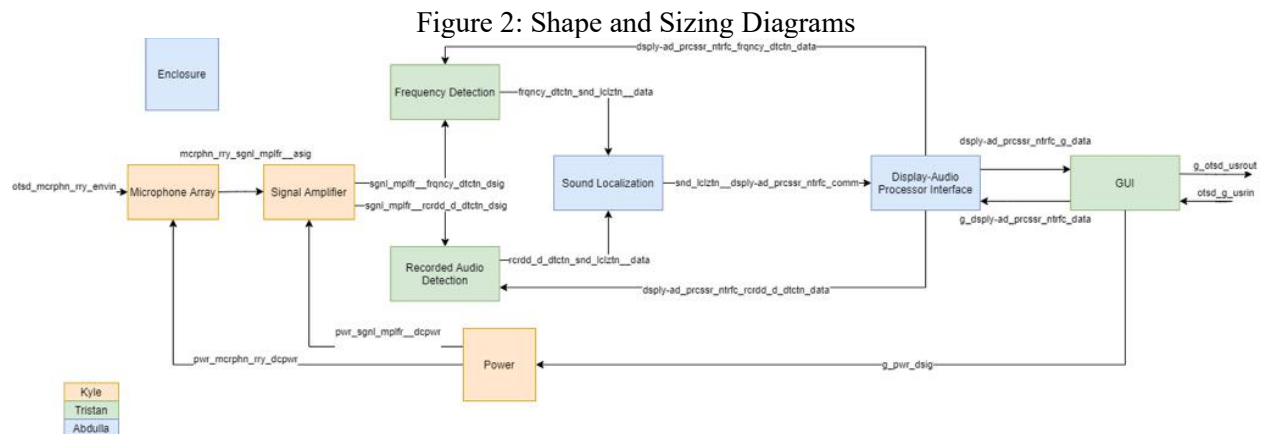 Figure 2: Shape and Sizing Diagrams
dsply-ad_prcssr_ntrfc_frqncy_dtctn_data
Enclosure
Frequency Detection
frqncy_dtctn_snd_lclztn__data
mcrphn_rry_sgnl_mplfr__asig
dsply-ad_prcssr_ntrfc_g_data
otsd_mcrphn_rry_envin
Microphone Array
Signal Amplifier
sgnl_mplfr__frqncy_dtctn_dsig
sgnl_mplfr__rcrdd_d_dtctn_dsig
Sound Localization
snd_lclztn__dsply-ad_prcssr_ntrfc_comm
Display-Audio
Processor Interface
GUI
g_otsd_usrout
otsd_g_usrin
g_dsply-ad_prcssr_ntrfc_data
Recorded Audio
Detection
rcrdd_d_dtctn_snd_lclztn__data
dsply-ad_prcssr_ntrfc_rcrdd_d_dtctn_data
pwr_sgnl_mplfr__dcpwr
pwr_mcrphn_rry_dcpwr
Power
g_pwr_dsig
Kyle
Tristan
Abdulla